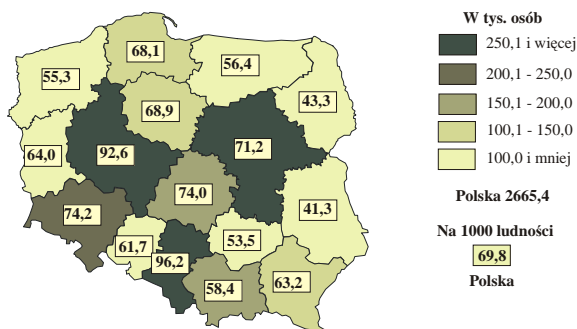 68,1
56,4
55,3
43,3
68,9
71,2
92,6
64,0
74,0
74,2
41,3
61,7
53,5
96,2
63,2
58,4
W tys. osób
250,1 i więcej
200,1 - 250,0
150,1 - 200,0
100,1 - 150,0
100,0 i mniej
Polska 2665,4
Na 1000 ludności
69,8
Polska